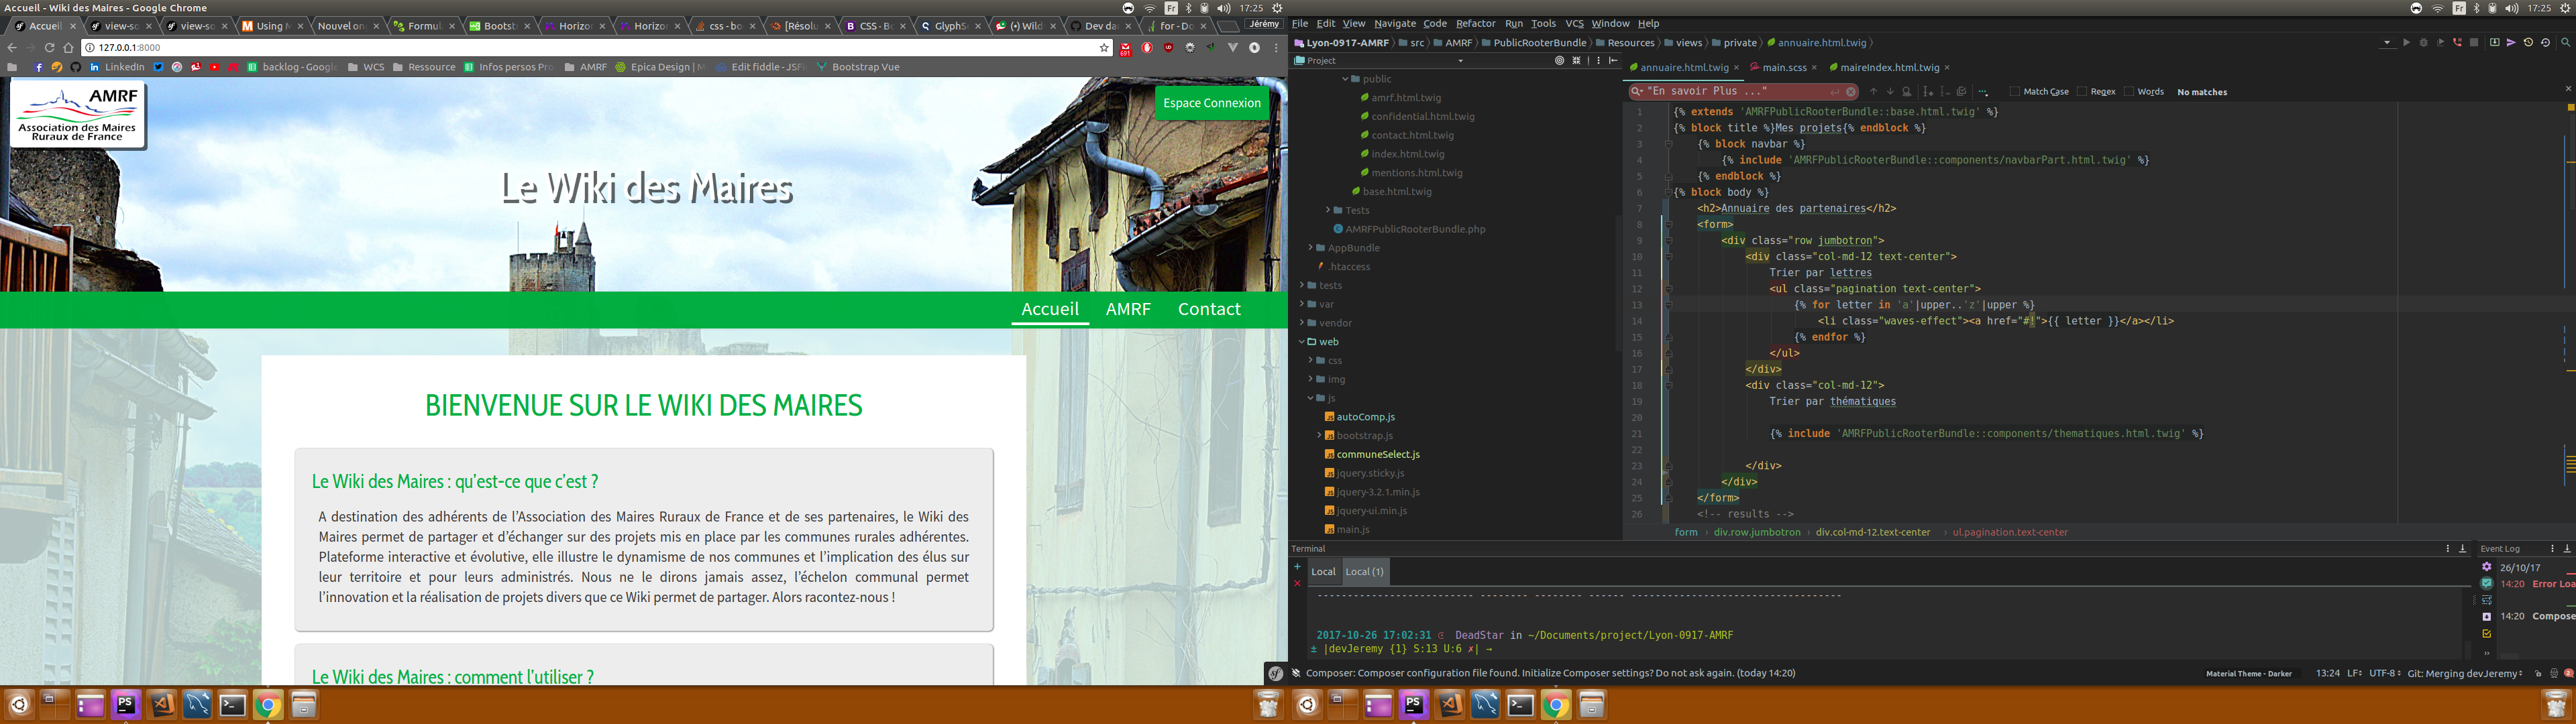 Accueil - Wiki des Maires - Google Chrome
Fr 17:25
Fr 17:25
Accueil
view-so
view-so
Using M
Nouvel on
Formul
Bootst
Horizon
Horizon
css - bo
[Résolu
CSS - Bo
GlyphSe
(•) Wild
Dev da
for - Do
Jérémy
127.0.0.1:8000
LinkedIn
backlog - Google
WCS
Ressource
Infos persos Pro
AMRF
Epica Design | M
Edit fiddle - JSFi
Bootstrap Vue
AMRF
Association des Maires
Ruraux de France
Espace Connexion
Le Wiki des Maires
Accueil AMRF Contact
BIENVENUE SUR LE WIKI DES MAIRES
Le Wiki des Maires : qu’est-ce que c’est ?
A destination des adhérents de l’Association des Maires Ruraux de France et de ses partenaires, le Wiki des
Maires permet de partager et d’échanger sur des projets mis en place par les communes rurales adhérentes.
Plateforme interactive et évolutive, elle illustre le dynamisme de nos communes et l’implication des élus sur
leur territoire et pour leurs administrés. Nous ne le dirons jamais assez, l’échelon communal permet
l’innovation et la réalisation de projets divers que ce Wiki permet de partager. Alors racontez-nous !
Le Wiki des Maires : comment l’utiliser ?
File Edit View Navigate Code Refactor Run Tools VCS Window Help
Lyon-0917-AMRF src AMRF PublicRooterBundle Resources views private annuaire.html.twig
Project
public
amrf.html.twig
confidential.html.twig
contact.html.twig
index.html.twig
mentions.html.twig
base.html.twig
Tests
AMRFPublicRooterBundle.php
AppBundle
.htaccess
tests
var
vendor
web
css
img
js
autoComp.js
bootstrap.js
communeSelect.js
jquery.sticky.js
jquery-3.2.1.min.js
jquery-ui.min.js
main.js
annuaire.html.twig main.scss maireIndex.html.twig
"En savoir Plus ..." Match Case Regex Words No matches
1 {% extends 'AMRFPublicRooterBundle::base.html.twig' %}
2 {% block title %}Mes projets{% endblock %}
3 {% block navbar %}
4 {% include 'AMRFPublicRooterBundle::components/navbarPart.html.twig' %}
5 {% endblock %}
6 {% block body %}
7 <h2>Annuaire des partenaires</h2>
8 <form>
9 <div class="row jumbotron">
10 <div class="col-md-12 text-center">
11 Trier par lettres
12 <ul class="pagination text-center">
13 {% for letter in 'a'|upper..'z'|upper %}
14 <li class="waves-effect"><a href="#!">{{ letter }}</a></li>
15 {% endfor %}
16 </ul>
17 </div>
18 <div class="col-md-12">
19 Trier par thématiques
20
21 {% include 'AMRFPublicRooterBundle::components/thematiques.html.twig' %}
22
23 </div>
24 </div>
25 </form>
26 <!-- results -->
form div.row.jumbotron div.col-md-12.text-center ul.pagination.text-center
Terminal
Local Local (1)
2017-10-26 17:02:31 DeadStar in ~/Documents/project/Lyon-0917-AMRF
± |devJeremy {1} S:13 U:6 ✗| →
Event Log
26/10/17
14:20 Error Loa
14:20 Compose
Composer: Composer configuration file found. Initialize Composer settings? Do not ask again. (today 14:20)
Material Theme - Darker 13:24 LF UTF-8 Git: Merging devJeremy